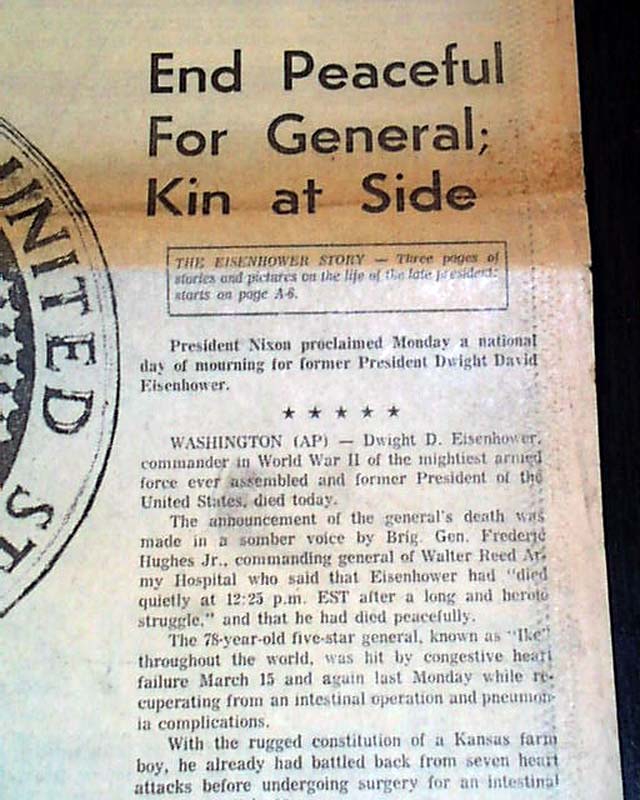 End Peaceful
For General;
Kin at Side
UNITED ST
THE EISENHOWER STORY — Three pages of
stories and pictures on the life of the late president:
starts on page A-6.
President Nixon proclaimed Monday a national
day of mourning for former President Dwight David
Eisenhower.
★ ★ ★ ★ ★
WASHINGTON (AP) — Dwight D. Eisenhower,
commander in World War II of the mightiest armed
force ever assembled and former President of the
United States, died today.
The announcement of the general's death was
made in a somber voice by Brig. Gen. Frederic
Hughes Jr., commanding general of Walter Reed Ar-
my Hospital who said that Eisenhower had "died
quietly at 12:25 p.m. EST after a long and heroic
struggle," and that he had died peacefully.
The 78-year-old five-star general, known as "Ike"
throughout the world, was hit by congestive heart
failure March 15 and again last Monday while re-
cuperating from an intestinal operation and pneumon-
ia complications.
With the rugged constitution of a Kansas farm
boy, he already had battled back from seven heart
attacks before undergoing surgery for an intestinal